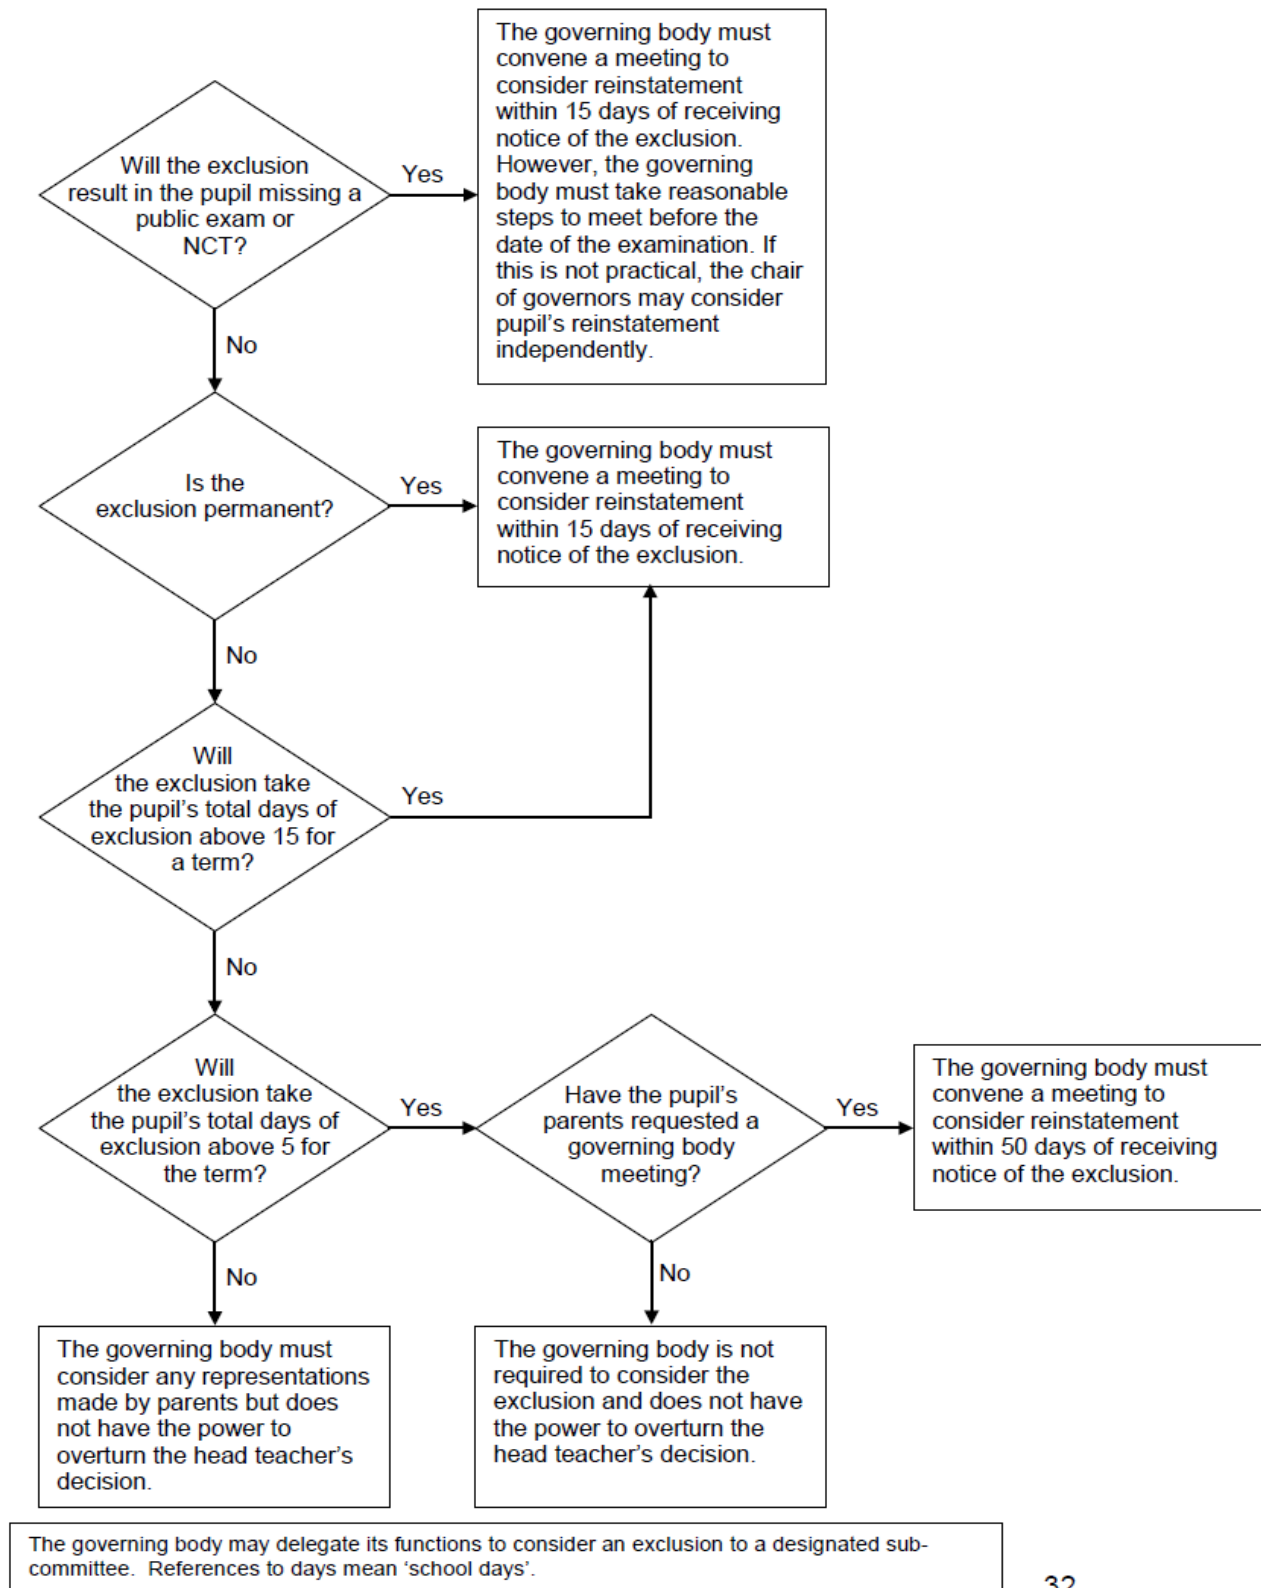 The governing body must
convene a meeting to
consider reinstatement
within 15 days of receiving
notice of the exclusion.
However, the governing
body must take reasonable
steps to meet before the
date of the examination. If
this is not practical, the chair
of governors may consider
pupil's reinstatement
independently.
Will the exclusion
result in the pupil missing a
public exam or
NCT?
Yes
No
Is the
exclusion permanent?
Yes
The governing body must
convene a meeting to
consider reinstatement
within 15 days of receiving
notice of the exclusion.
No
Will
the exclusion take
the pupil's total days of
exclusion above 15 for
a term?
Yes
No
Will
the exclusion take
the pupil's total days of
exclusion above 5 for
the term?
Yes
Have the pupil's
parents requested a
governing body
meeting?
Yes
The governing body must
convene a meeting to
consider reinstatement
within 50 days of receiving
notice of the exclusion.
No
No
The governing body must
consider any representations
made by parents but does
not have the power to
overturn the head teacher's
decision.
The governing body is not
required to consider the
exclusion and does not have
the power to overturn the
head teacher's decision.
The governing body may delegate its functions to consider an exclusion to a designated sub-
committee.  References to days mean 'school days'.
32